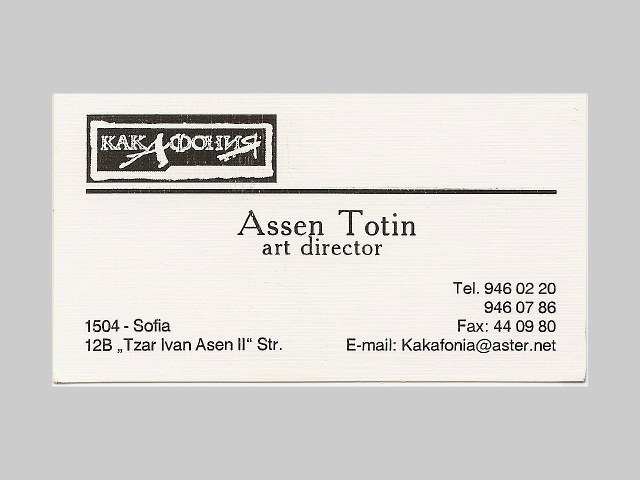 КАКАФОНИЯ
Assen Totin
art director
Tel. 946 02 20
946 07 86
1504 - Sofia
Fax: 44 09 80
12B „Tzar Ivan Asen II“ Str.
E-mail: Kakafonia@aster.net